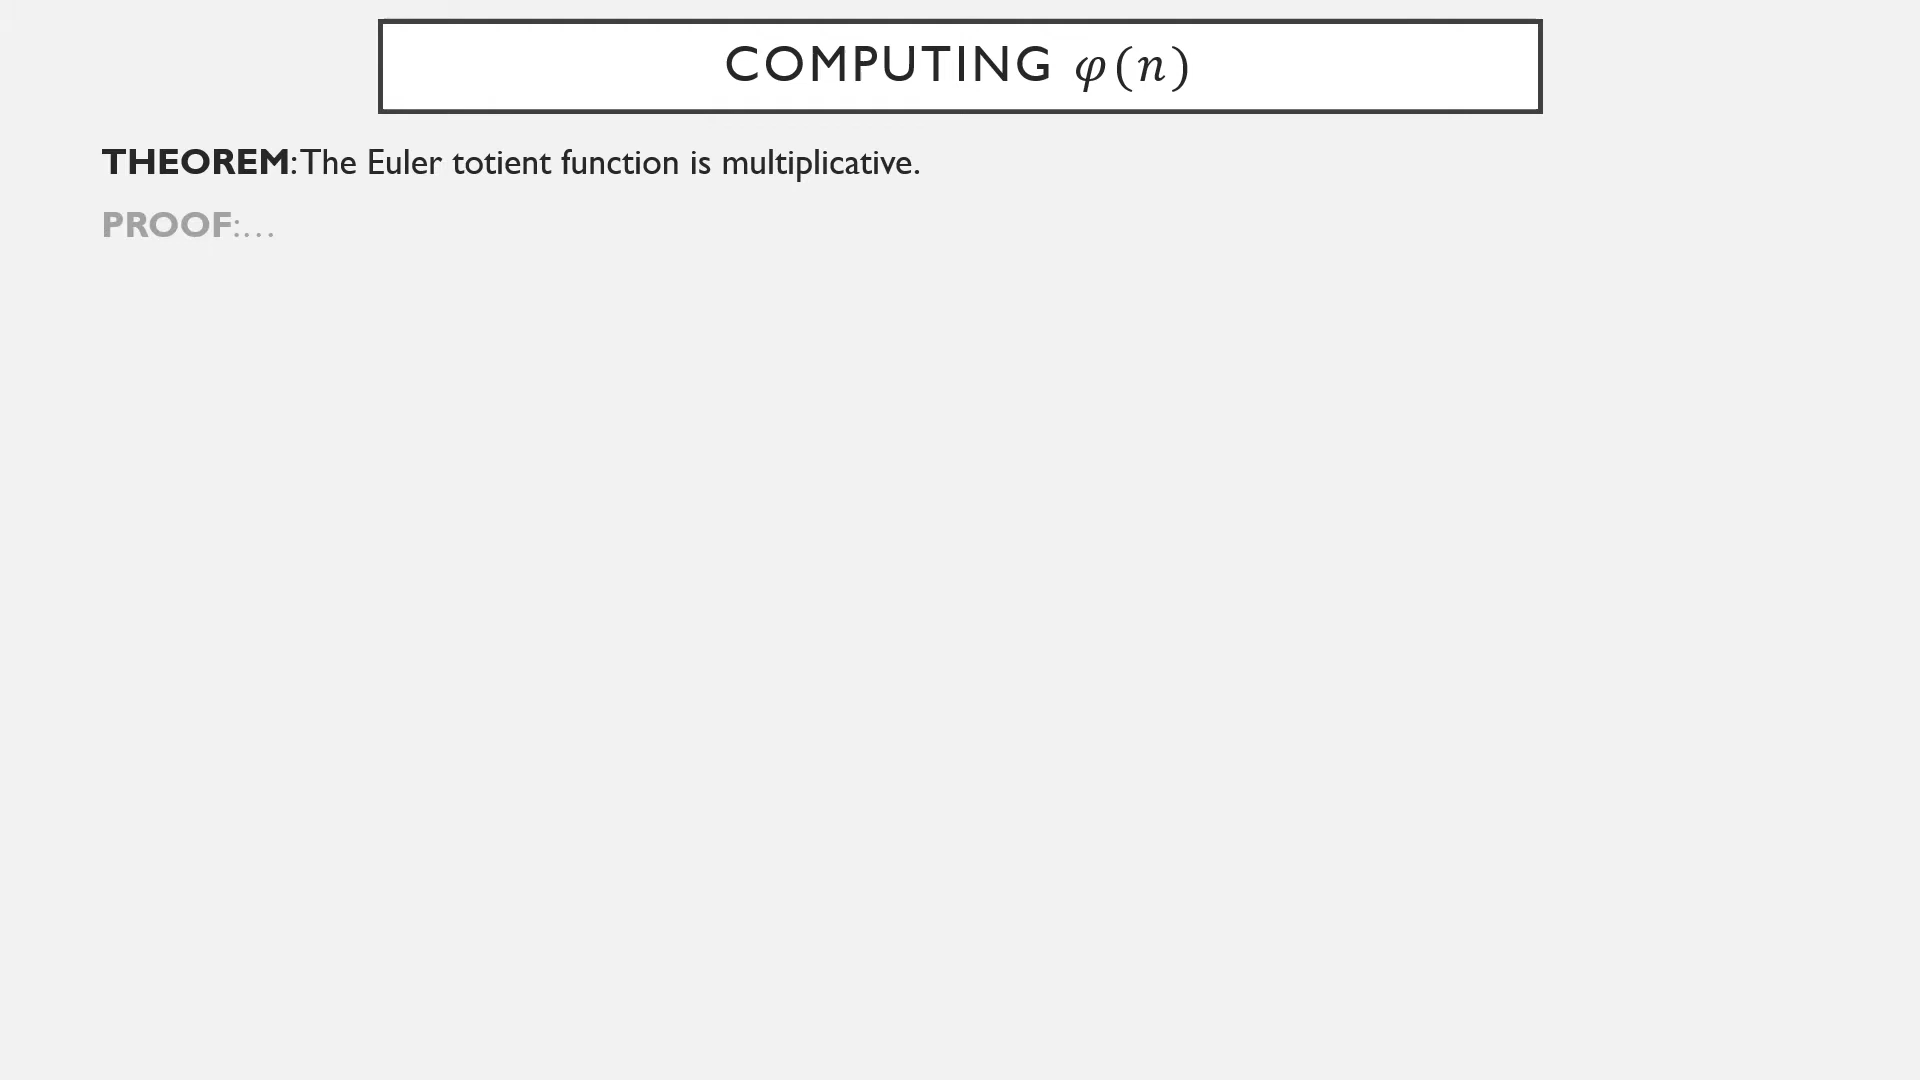 COMPUTING φ(n)
THEOREM: The Euler totient function is multiplicative.
PROOF:…